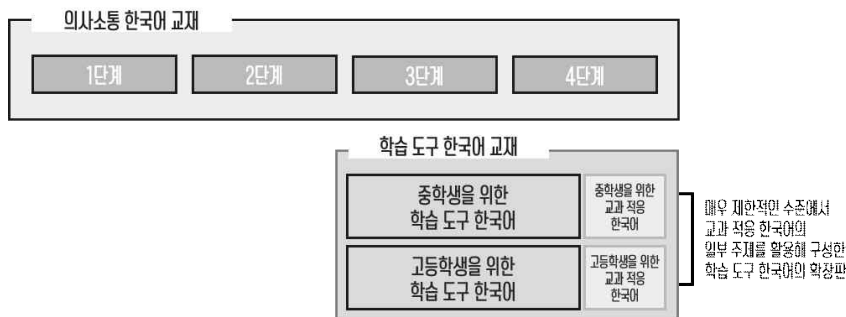 의사소통 한국어 교재
1단계
2단계
3단계
4단계
학습 도구 한국어 교재
중학생을 위한
학습 도구 한국어
중학생을 위한
교과 적응
한국어
고등학생을 위한
학습 도구 한국어
고등학생을 위한
교과 적응
한국어
매우 제한적인 수준에서
교과 적응 한국어의
일부 주제를 활용해 구성한
학습 도구 한국어의 확장판